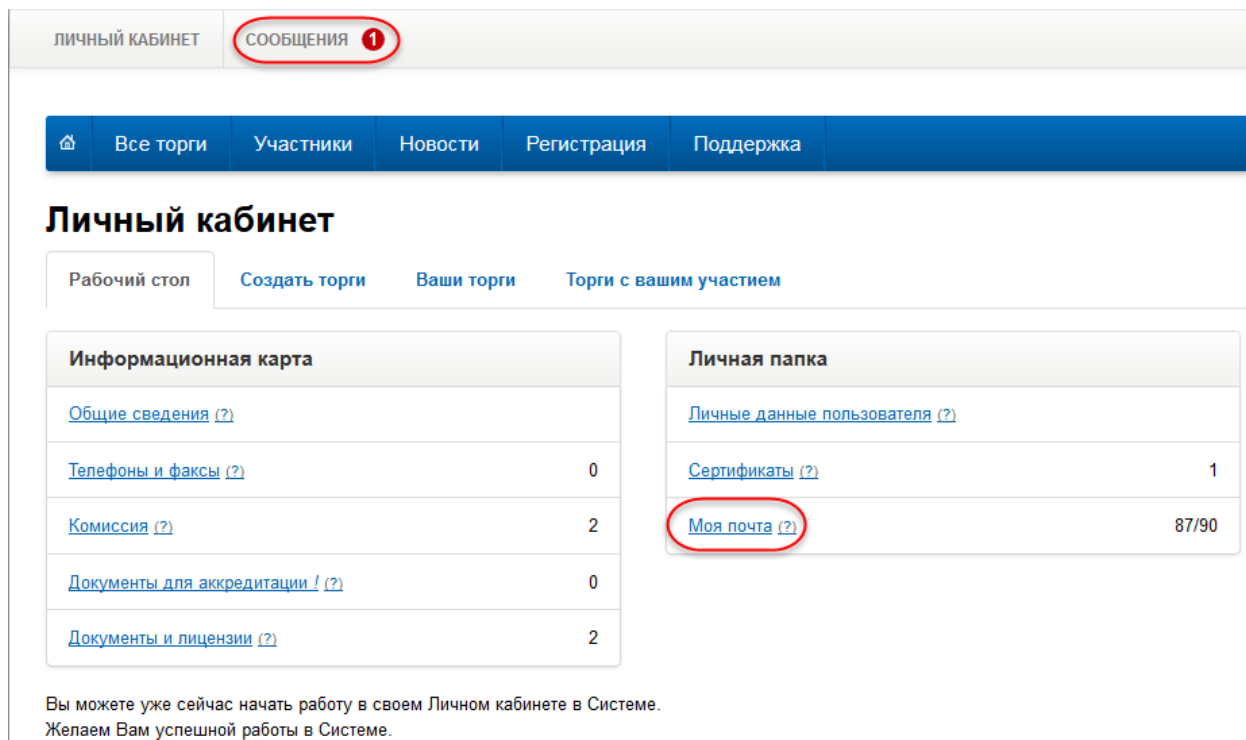 ЛИЧНЫЙ КАБИНЕТ СООБЩЕНИЯ 1
Все торги Участники Новости Регистрация Поддержка
Личный кабинет
Рабочий стол Создать торги Ваши торги Торги с вашим участием
Информационная карта
Общие сведения (?)
Телефоны и факсы (?) 0
Комиссия (?) 2
Документы для аккредитации ! (?) 0
Документы и лицензии (?) 2
Личная папка
Личные данные пользователя (?)
Сертификаты (?) 1
Моя почта (?) 87/90
Вы можете уже сейчас начать работу в своем Личном кабинете в Системе.
Желаем Вам успешной работы в Системе.